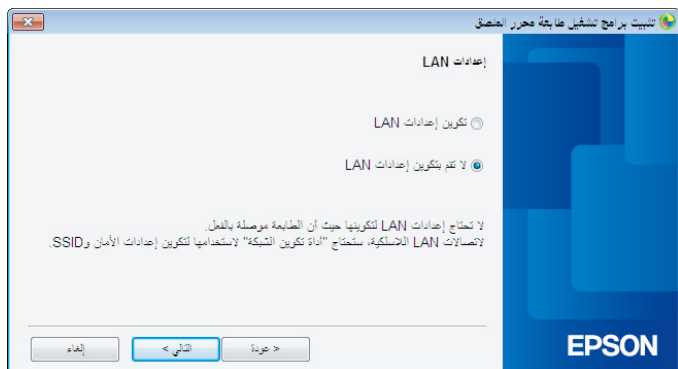 تثبيت برامج تشغيل طابعة محرر الملصق
إعدادات LAN
تكوين إعدادات LAN
لا تقم بتكوين إعدادات LAN
لا تحتاج إعدادات LAN لتكوينها حيث أن الطابعة موصلة بالفعل.
لاتصالات LAN اللاسلكية، ستحتاج "أداة تكوين الشبكة" لاستخدامها لتكوين إعدادات الأمان وSSID.
< عودة
التالي >
إلغاء
EPSON